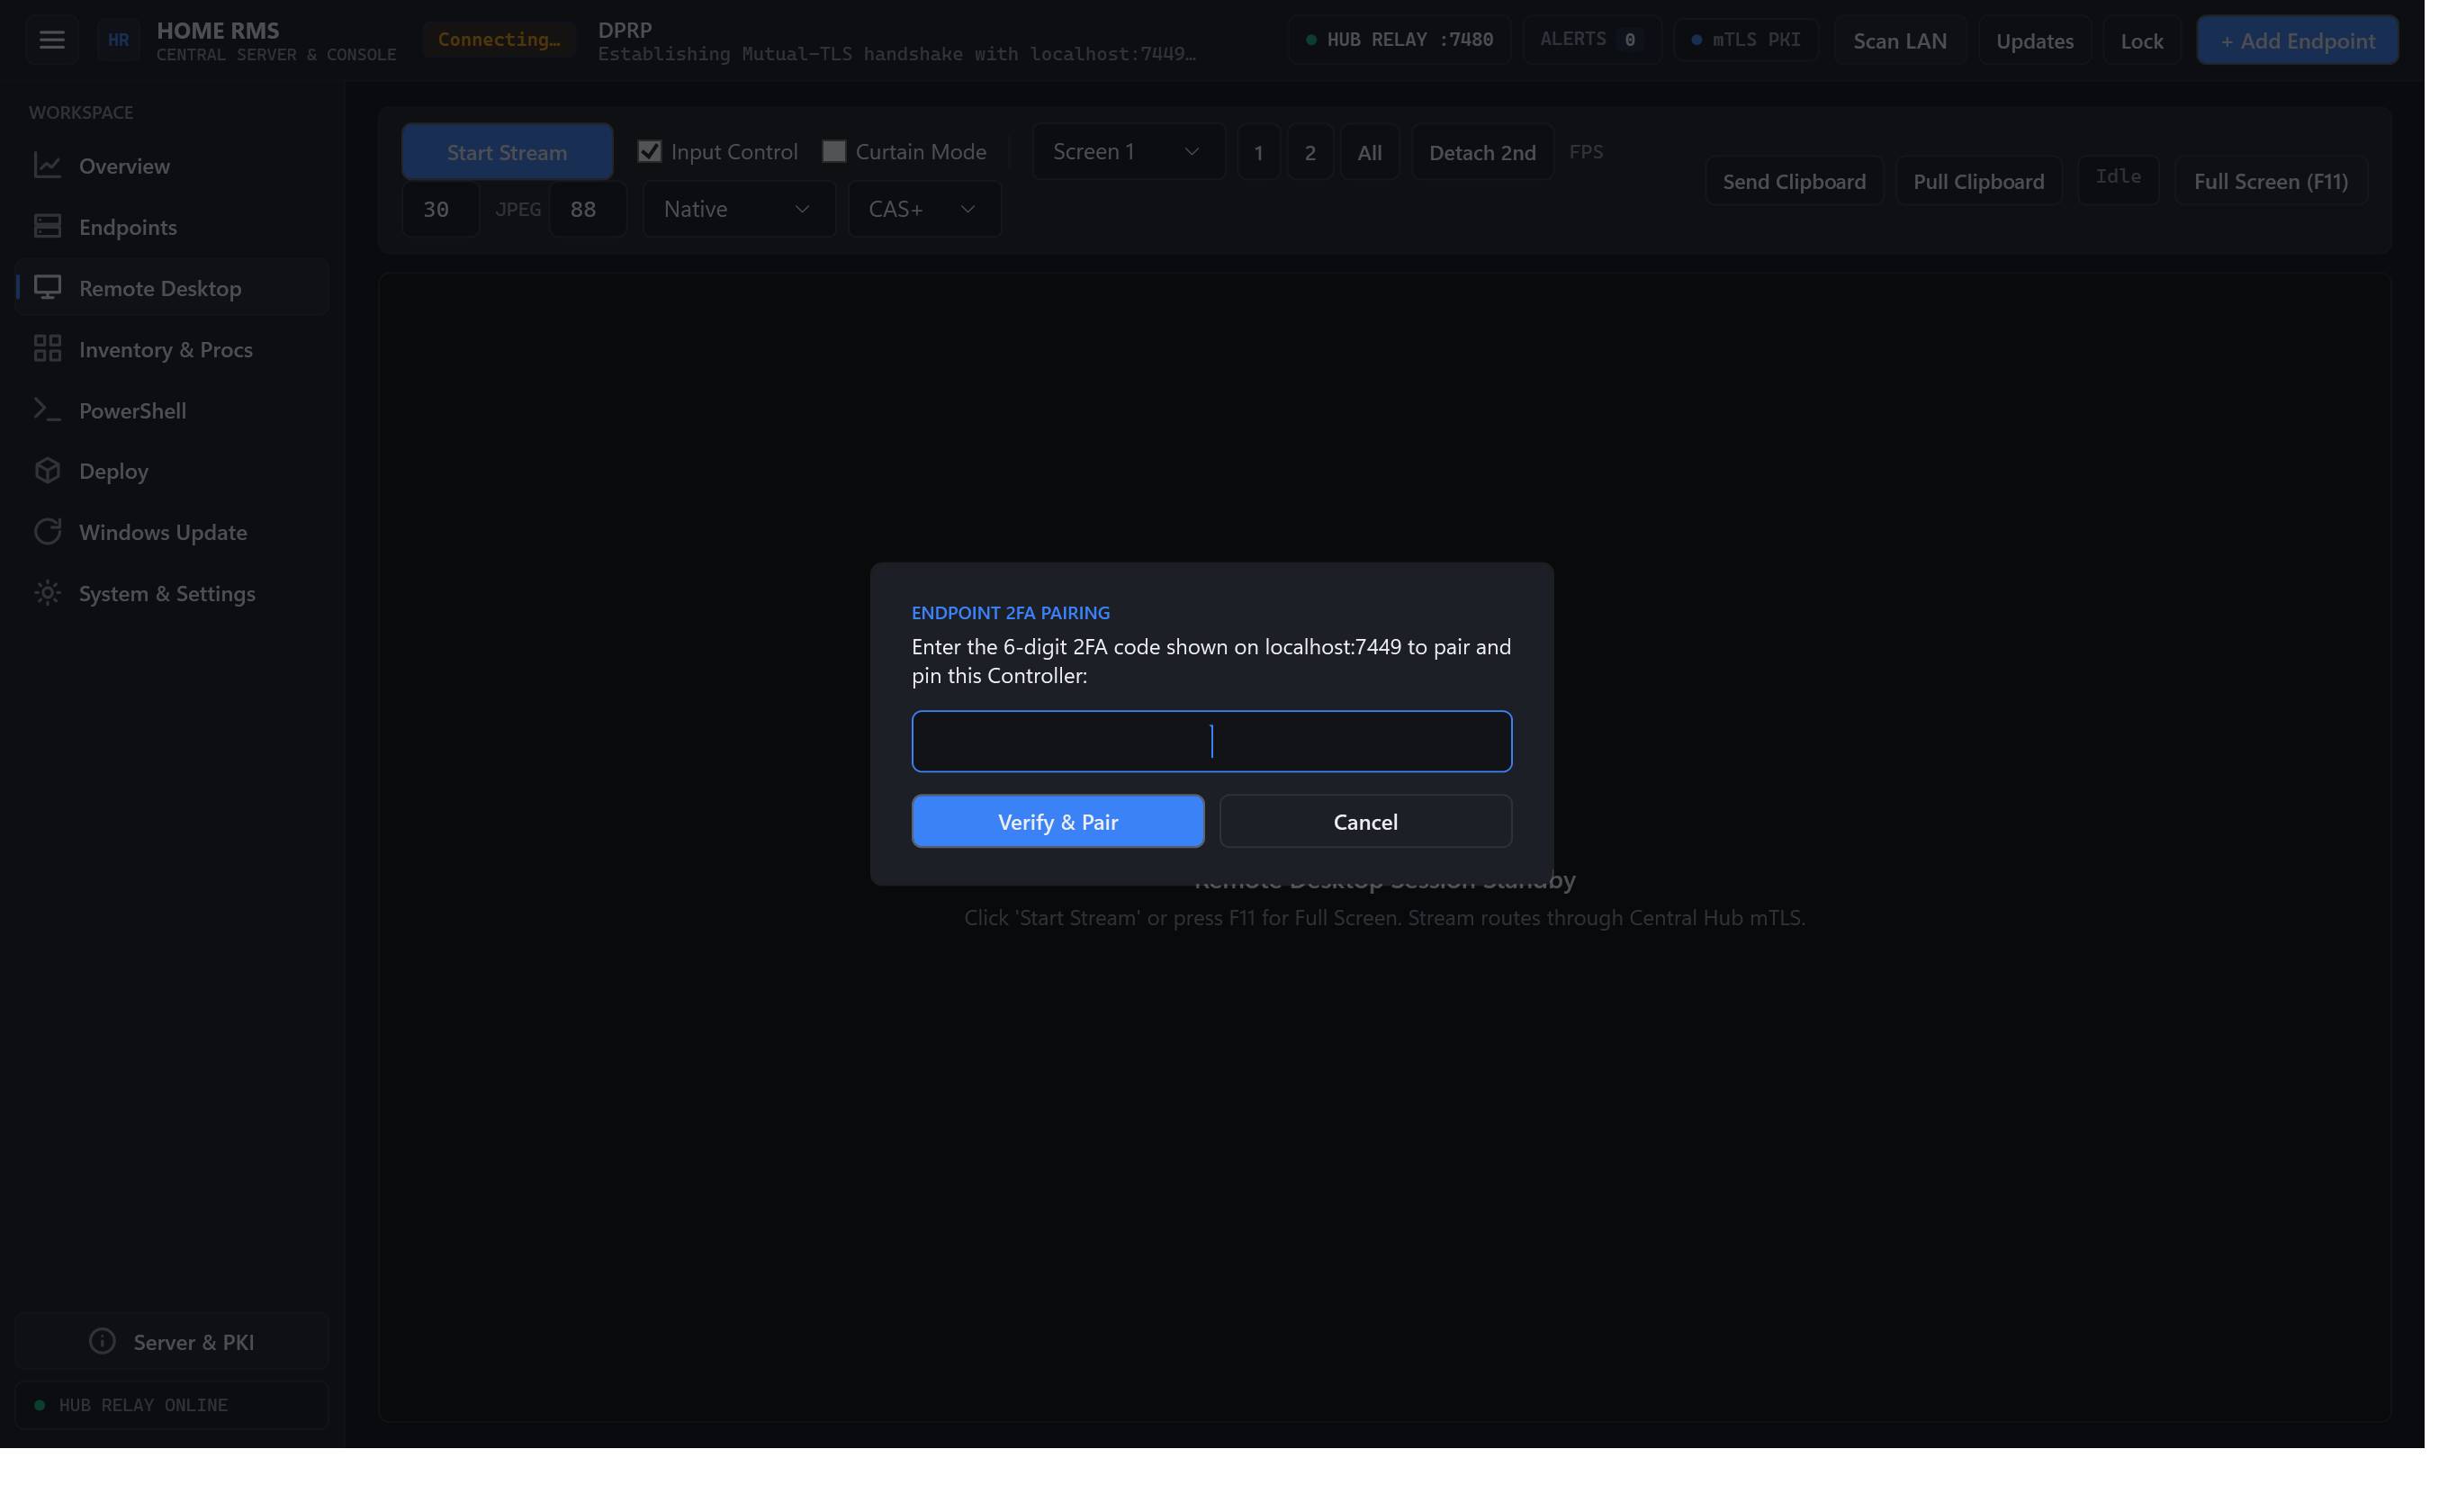 HR
HOME RMS
CENTRAL SERVER & CONSOLE
Connecting…
DPRP
Establishing Mutual-TLS handshake with localhost:7449…
HUB RELAY :7480
ALERTS 0
mTLS PKI
Scan LAN
Updates
Lock
+ Add Endpoint
WORKSPACE
Overview
Endpoints
Remote Desktop
Inventory & Procs
PowerShell
Deploy
Windows Update
System & Settings
Server & PKI
HUB RELAY ONLINE
Start Stream
Input Control
Curtain Mode
Screen 1
1
2
All
Detach 2nd
FPS
30
JPEG
88
Native
CAS+
Send Clipboard
Pull Clipboard
Idle
Full Screen (F11)
ENDPOINT 2FA PAIRING
Enter the 6-digit 2FA code shown on localhost:7449 to pair and
pin this Controller:
Verify & Pair
Cancel
Remote Desktop Session Standby
Click 'Start Stream' or press F11 for Full Screen. Stream routes through Central Hub mTLS.